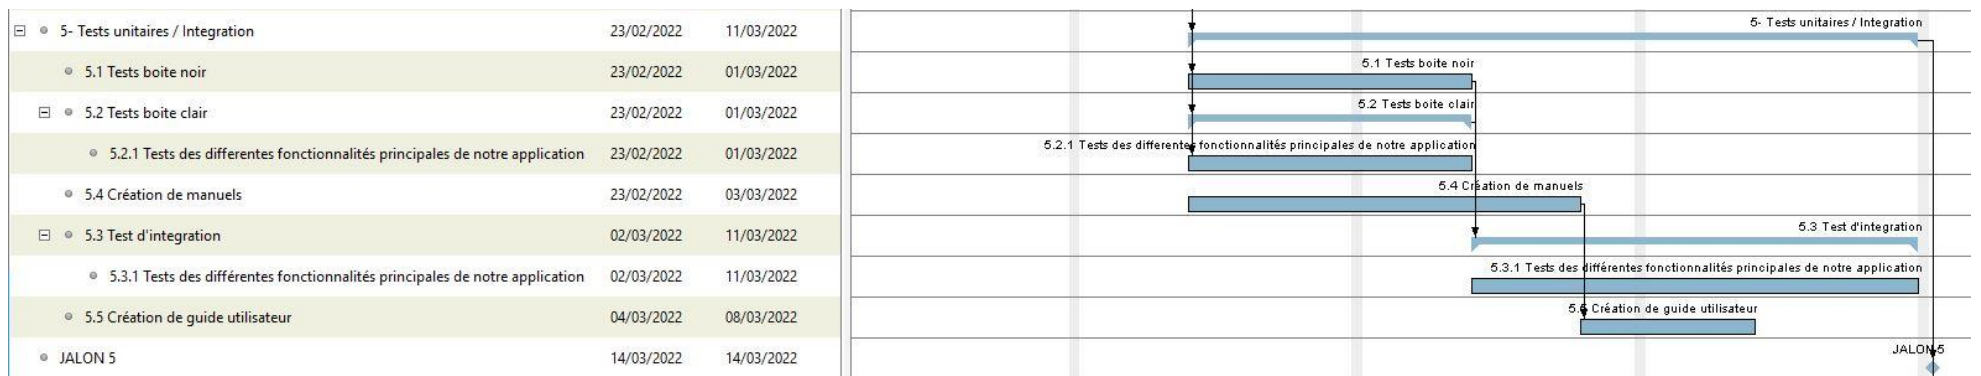 5- Tests unitaires / Integration 23/02/2022 11/03/2022 5- Tests unitaires / Integration
5.1 Tests boite noir 23/02/2022 01/03/2022 5.1 Tests boite noir
5.2 Tests boite clair 23/02/2022 01/03/2022 5.2 Tests boite clair
5.2.1 Tests des differentes fonctionnalités principales de notre application 23/02/2022 01/03/2022 5.2.1 Tests des differentes fonctionnalités principales de notre application
5.4 Création de manuels 23/02/2022 03/03/2022 5.4 Création de manuels
5.3 Test d'integration 02/03/2022 11/03/2022 5.3 Test d'integration
5.3.1 Tests des différentes fonctionnalités principales de notre application 02/03/2022 11/03/2022 5.3.1 Tests des différentes fonctionnalités principales de notre application
5.5 Création de guide utilisateur 04/03/2022 08/03/2022 5.5 Création de guide utilisateur
JALON 5 14/03/2022 14/03/2022 JALON 5